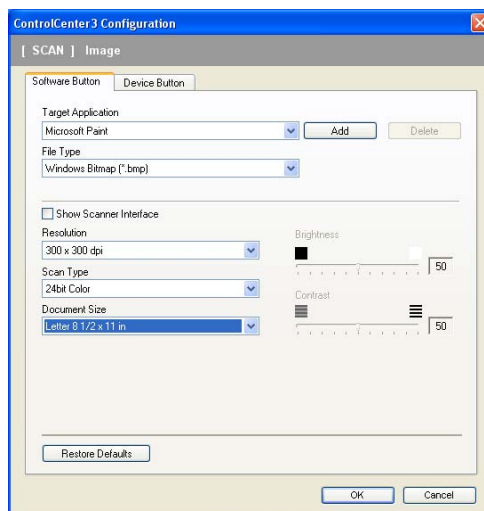 ControlCenter3 Configuration
[ SCAN ] Image
Software Button Device Button
Target Application
Microsoft Paint Add Delete
File Type
Windows Bitmap (*.bmp)
Show Scanner Interface
Resolution Brightness
300 x 300 dpi
50
Scan Type
24bit Color
Contrast
Document Size
Letter 8 1/2 x 11 in 50
Restore Defaults
OK Cancel